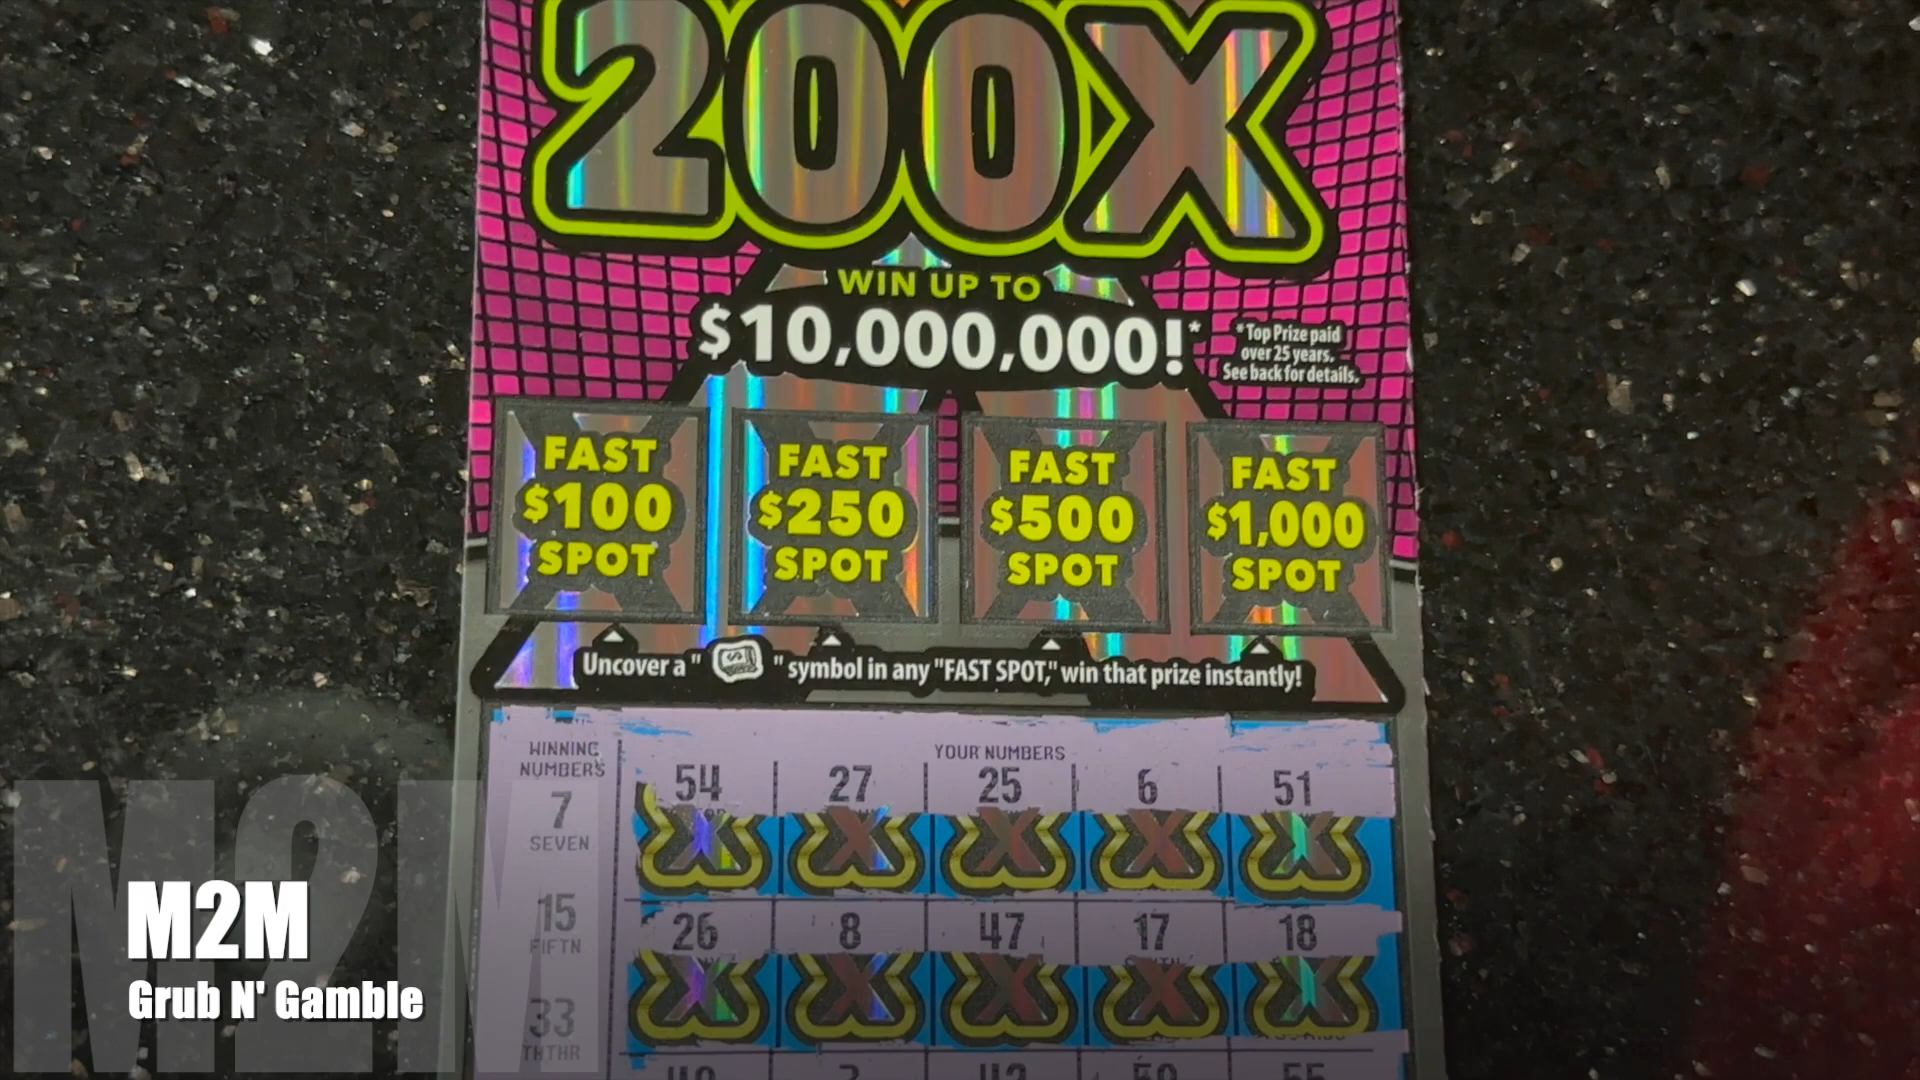 200X
WIN UP TO
$10,000,000!*
*Top Prize paid
over 25 years.
See back for details.
FAST
$100
SPOT
FAST
$250
SPOT
FAST
$500
SPOT
FAST
$1,000
SPOT
Uncover a " " symbol in any "FAST SPOT," win that prize instantly!
WINNING
NUMBERS
YOUR NUMBERS
54 27 25 6 51
7
SEVEN
26 8 47 17 18
15
FIFTN
33
THTHR
M2M
M2M
Grub N' Gamble